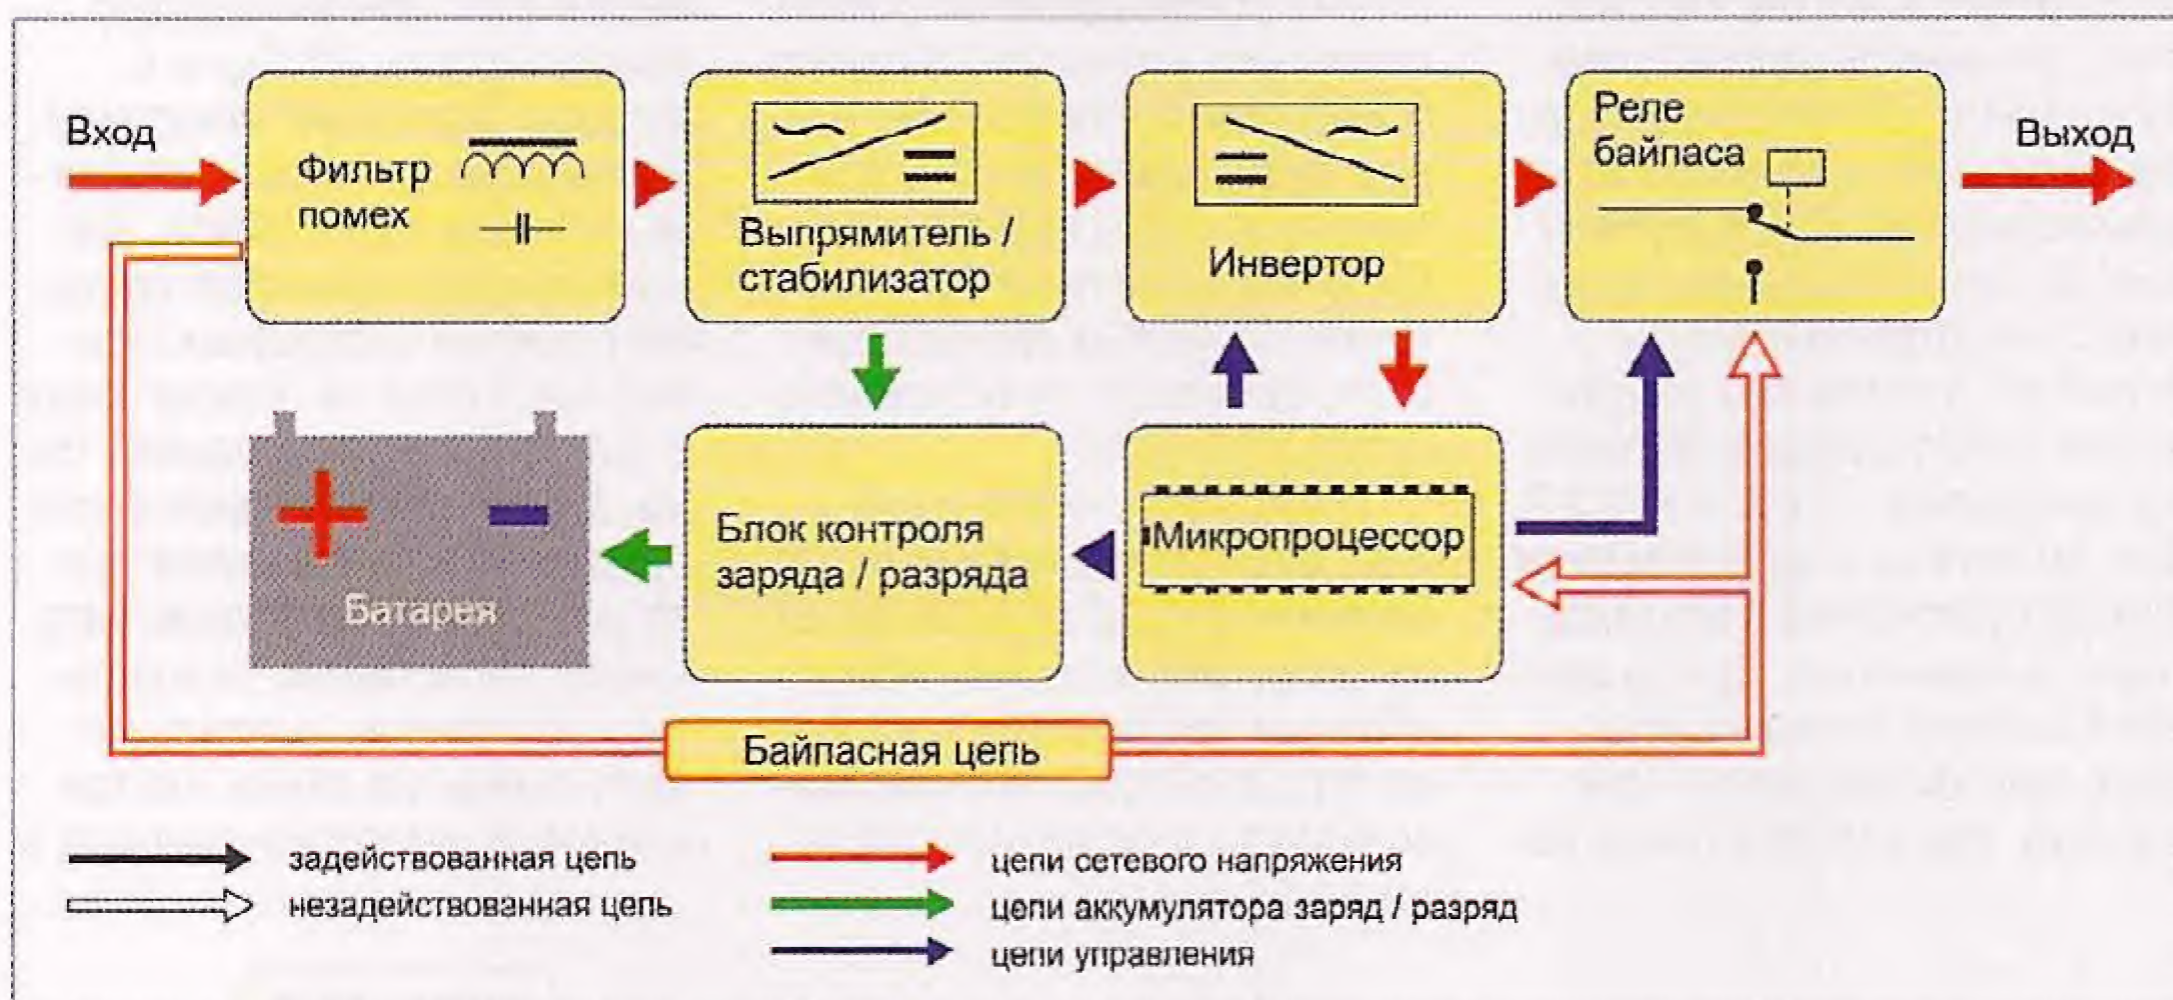 Вход
Фильтр
помех
Выпрямитель /
стабилизатор
Инвертор
Реле
байпаса
Выход
Батарея
Блок контроля
заряда / разряда
Микропроцессор
Байпасная цепь
задействованная цепь
незадействованная цепь
цепи сетевого напряжения
цепи аккумулятора заряд / разряд
цепи управления